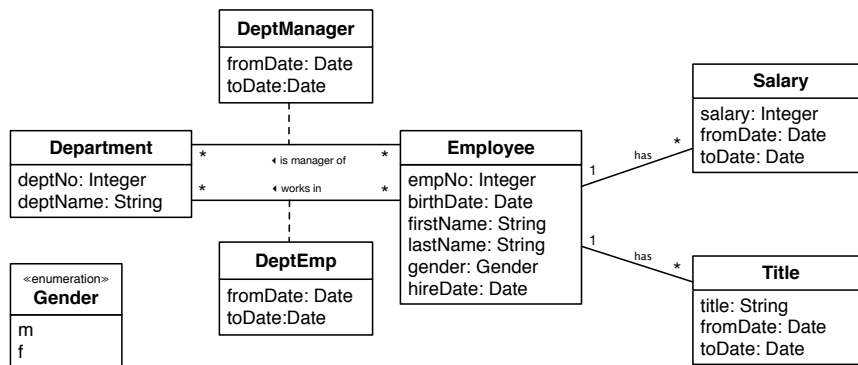 DeptManager
fromDate: Date
toDate:Date
Department
deptNo: Integer
deptName: String
* *
◂ is manager of
* *
◂ works in
Employee
empNo: Integer
birthDate: Date
firstName: String
lastName: String
gender: Gender
hireDate: Date
1 has *
Salary
salary: Integer
fromDate: Date
toDate: Date
1 has *
Title
title: String
fromDate: Date
toDate: Date
DeptEmp
fromDate: Date
toDate:Date
«enumeration»
Gender
m
f